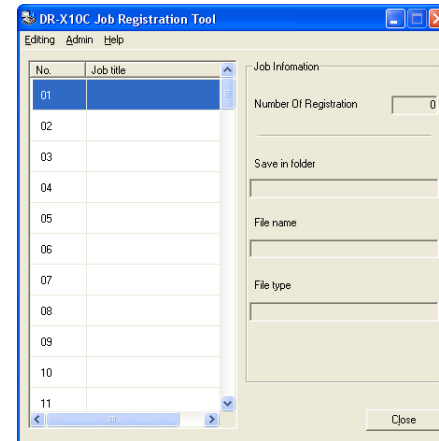 DR-X10C Job Registration Tool
Editing Admin Help
No. Job title
01
02
03
04
05
06
07
08
09
10
11
Job Infomation
Number Of Registration 0
Save in folder
File name
File type
Close